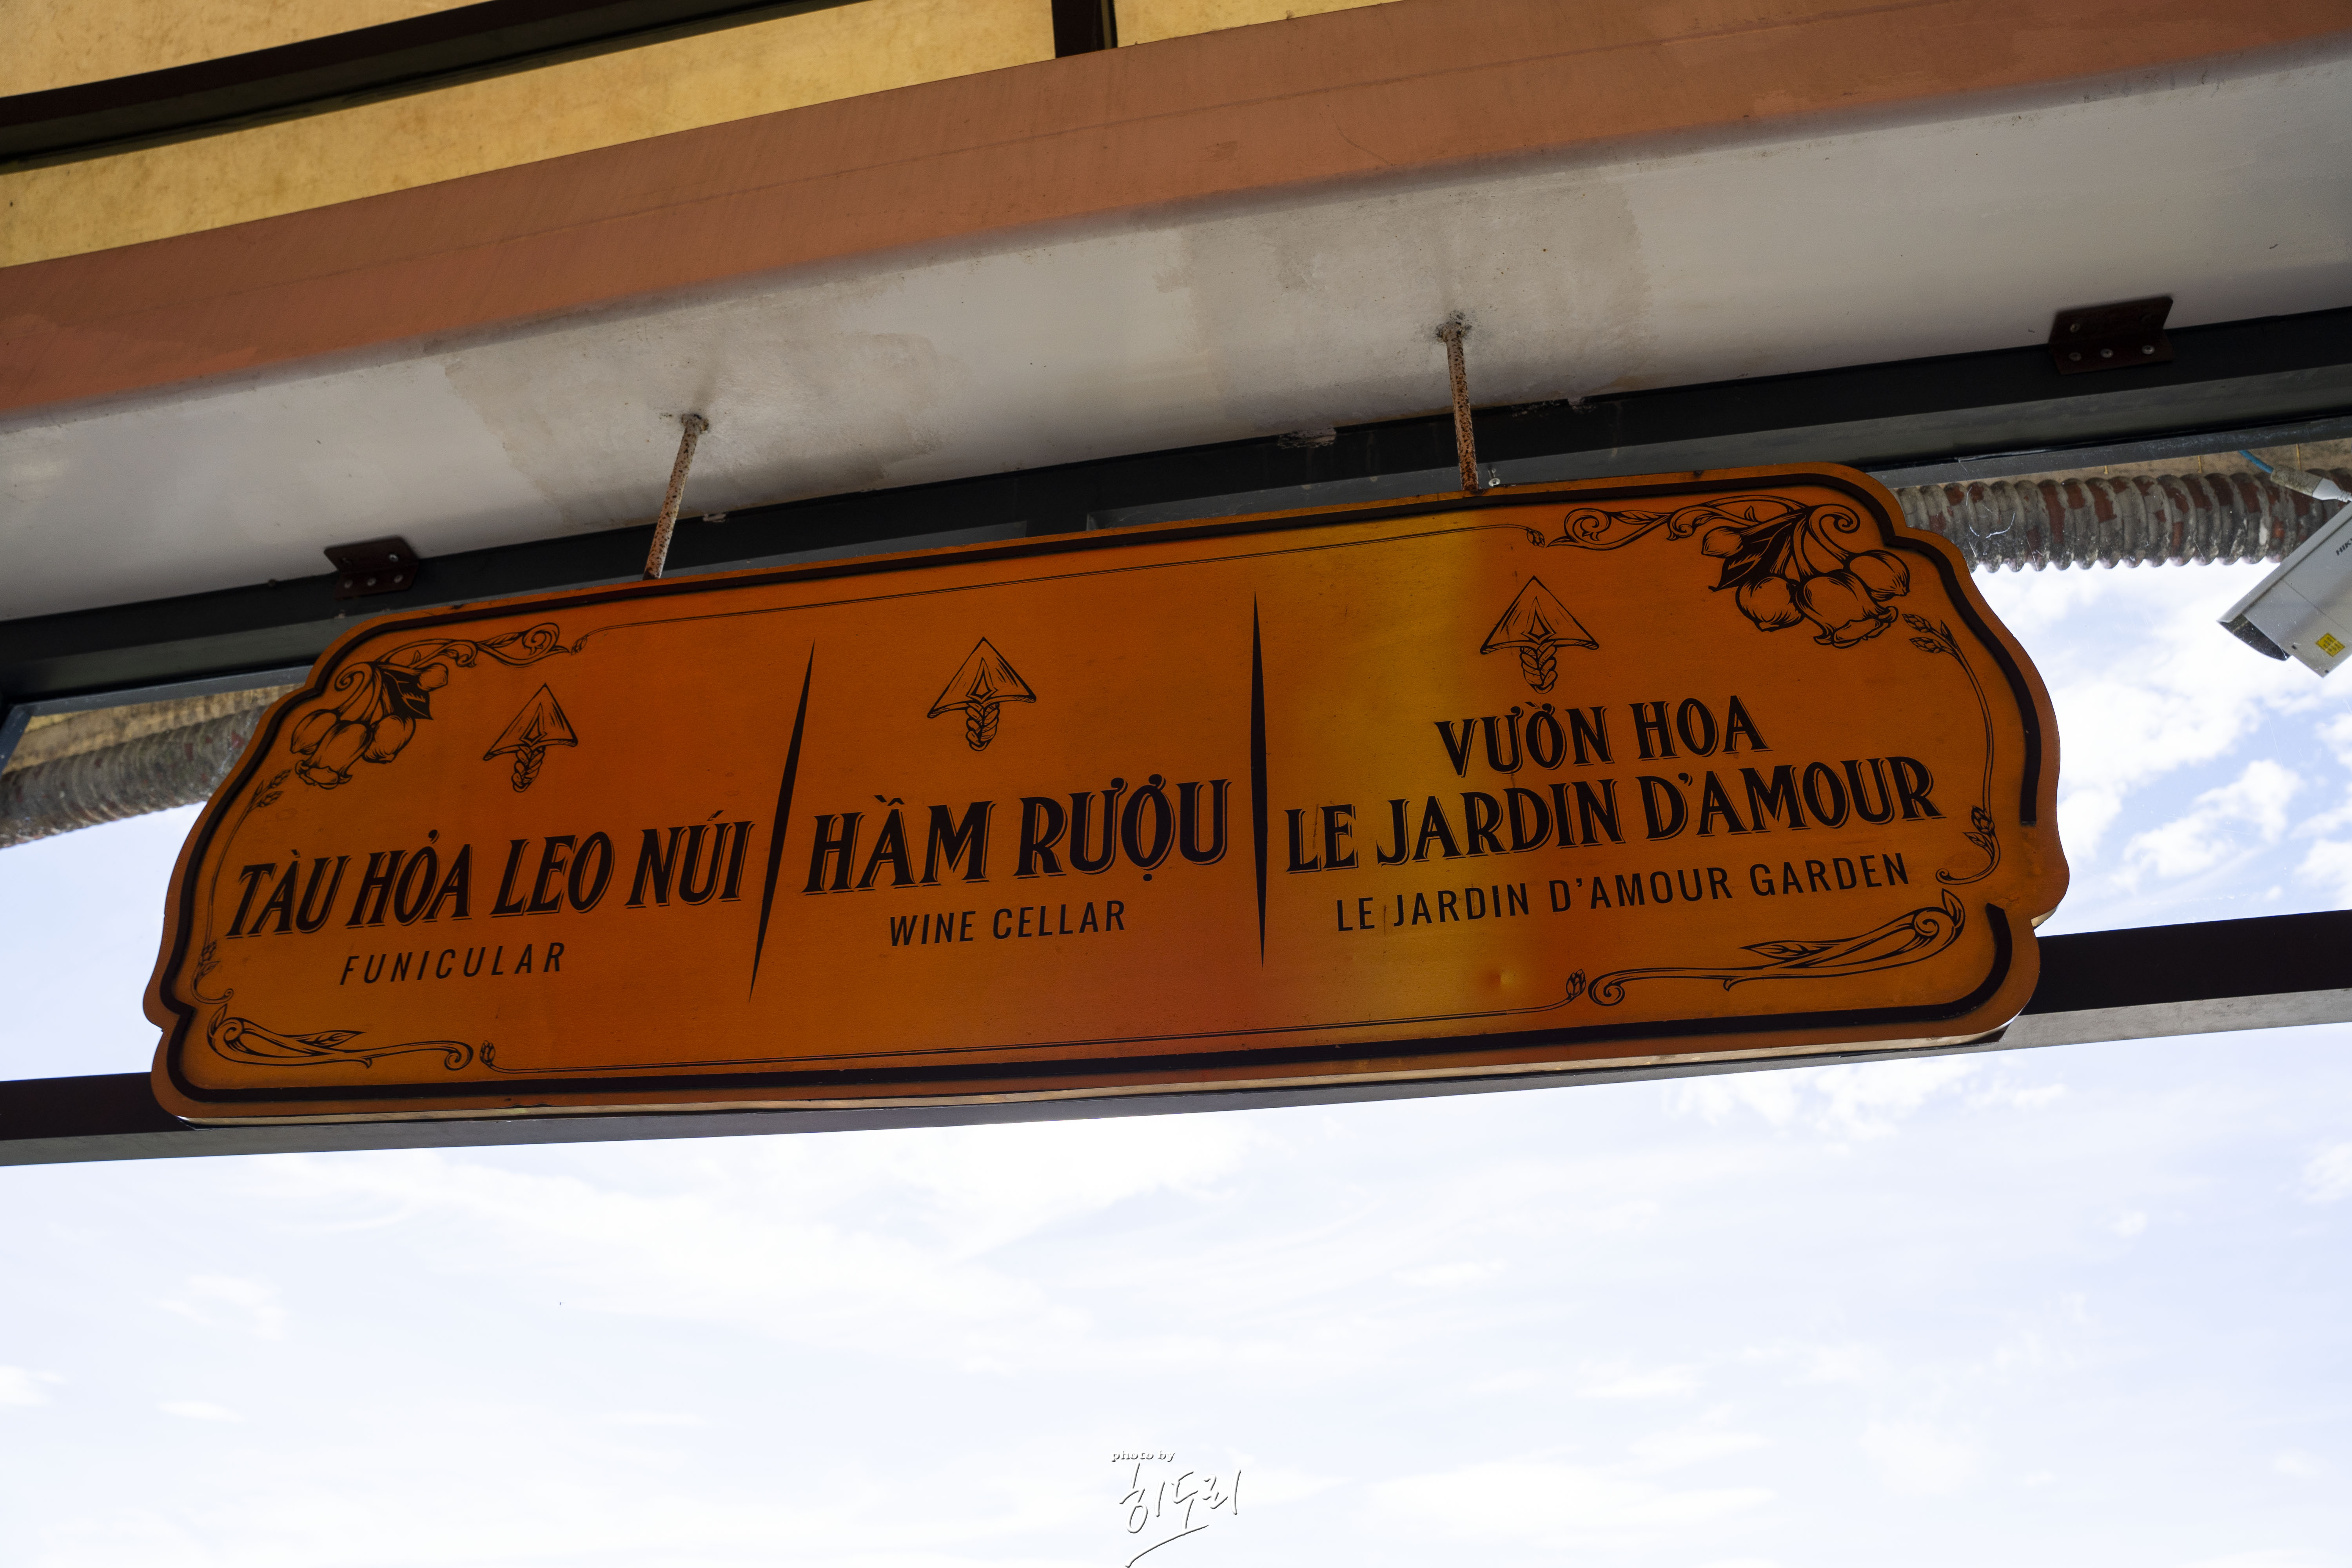 TÀU HỎA LEO NÚI
FUNICULAR
HẦM RƯỢU
WINE CELLAR
VƯỜN HOA
LE JARDIN D'AMOUR
LE JARDIN D'AMOUR GARDEN
photo by
히두리